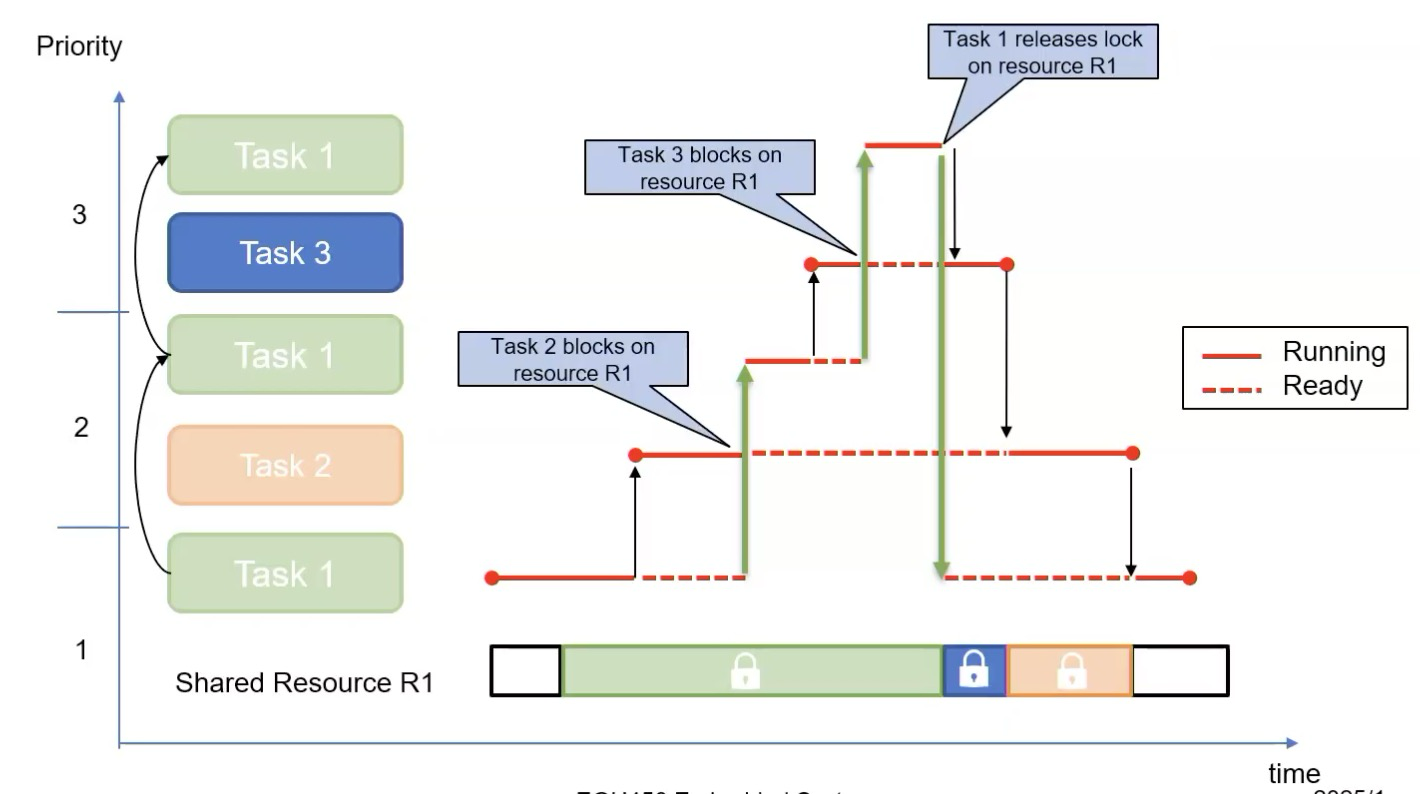 Priority
Task 1 releases lock
on resource R1
Task 1
Task 3 blocks on
resource R1
3
Task 3
Task 1
Task 2 blocks on
resource R1
Running
Ready
2
Task 2
Task 1
1
Shared Resource R1
time